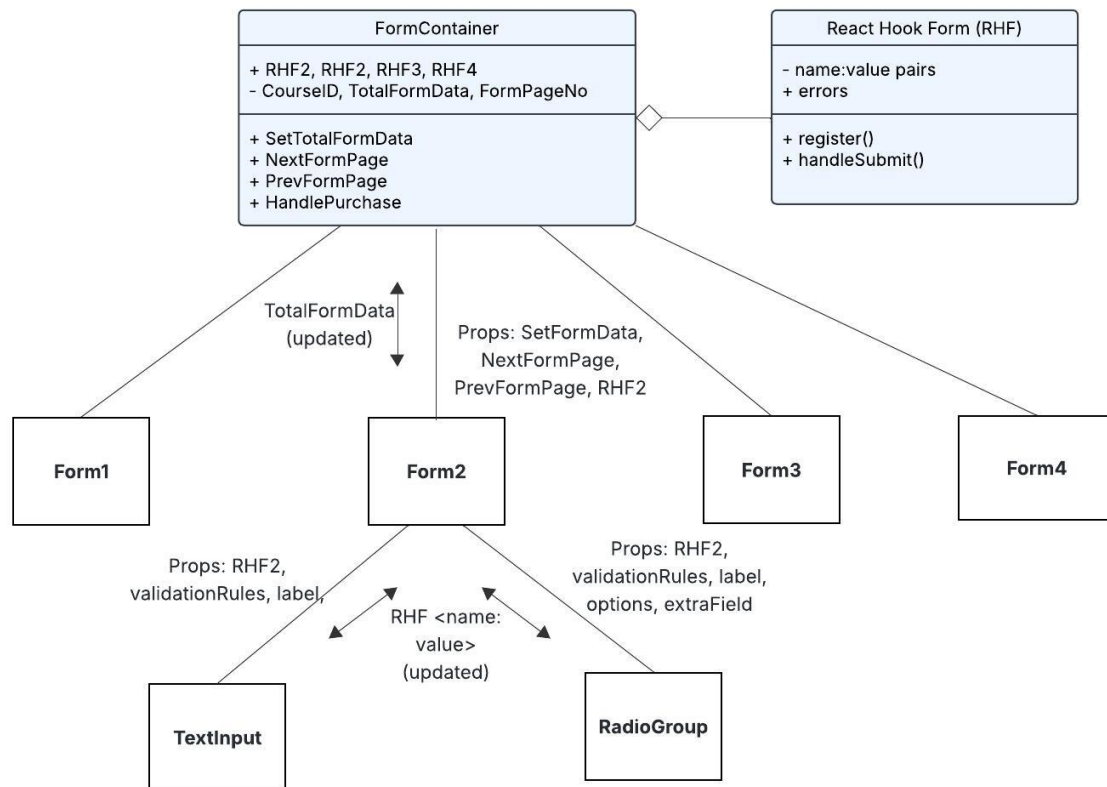 FormContainer
+ RHF2, RHF2, RHF3, RHF4
- CourseID, TotalFormData, FormPageNo
+ SetTotalFormData
+ NextFormPage
+ PrevFormPage
+ HandlePurchase
React Hook Form (RHF)
- name:value pairs
+ errors
+ register()
+ handleSubmit()
TotalFormData
(updated)
Props: SetFormData,
NextFormPage,
PrevFormPage, RHF2
Form1
Form2
Form3
Form4
Props: RHF2,
validationRules, label,
RHF <name:
value>
(updated)
Props: RHF2,
validationRules, label,
options, extraField
TextInput
RadioGroup